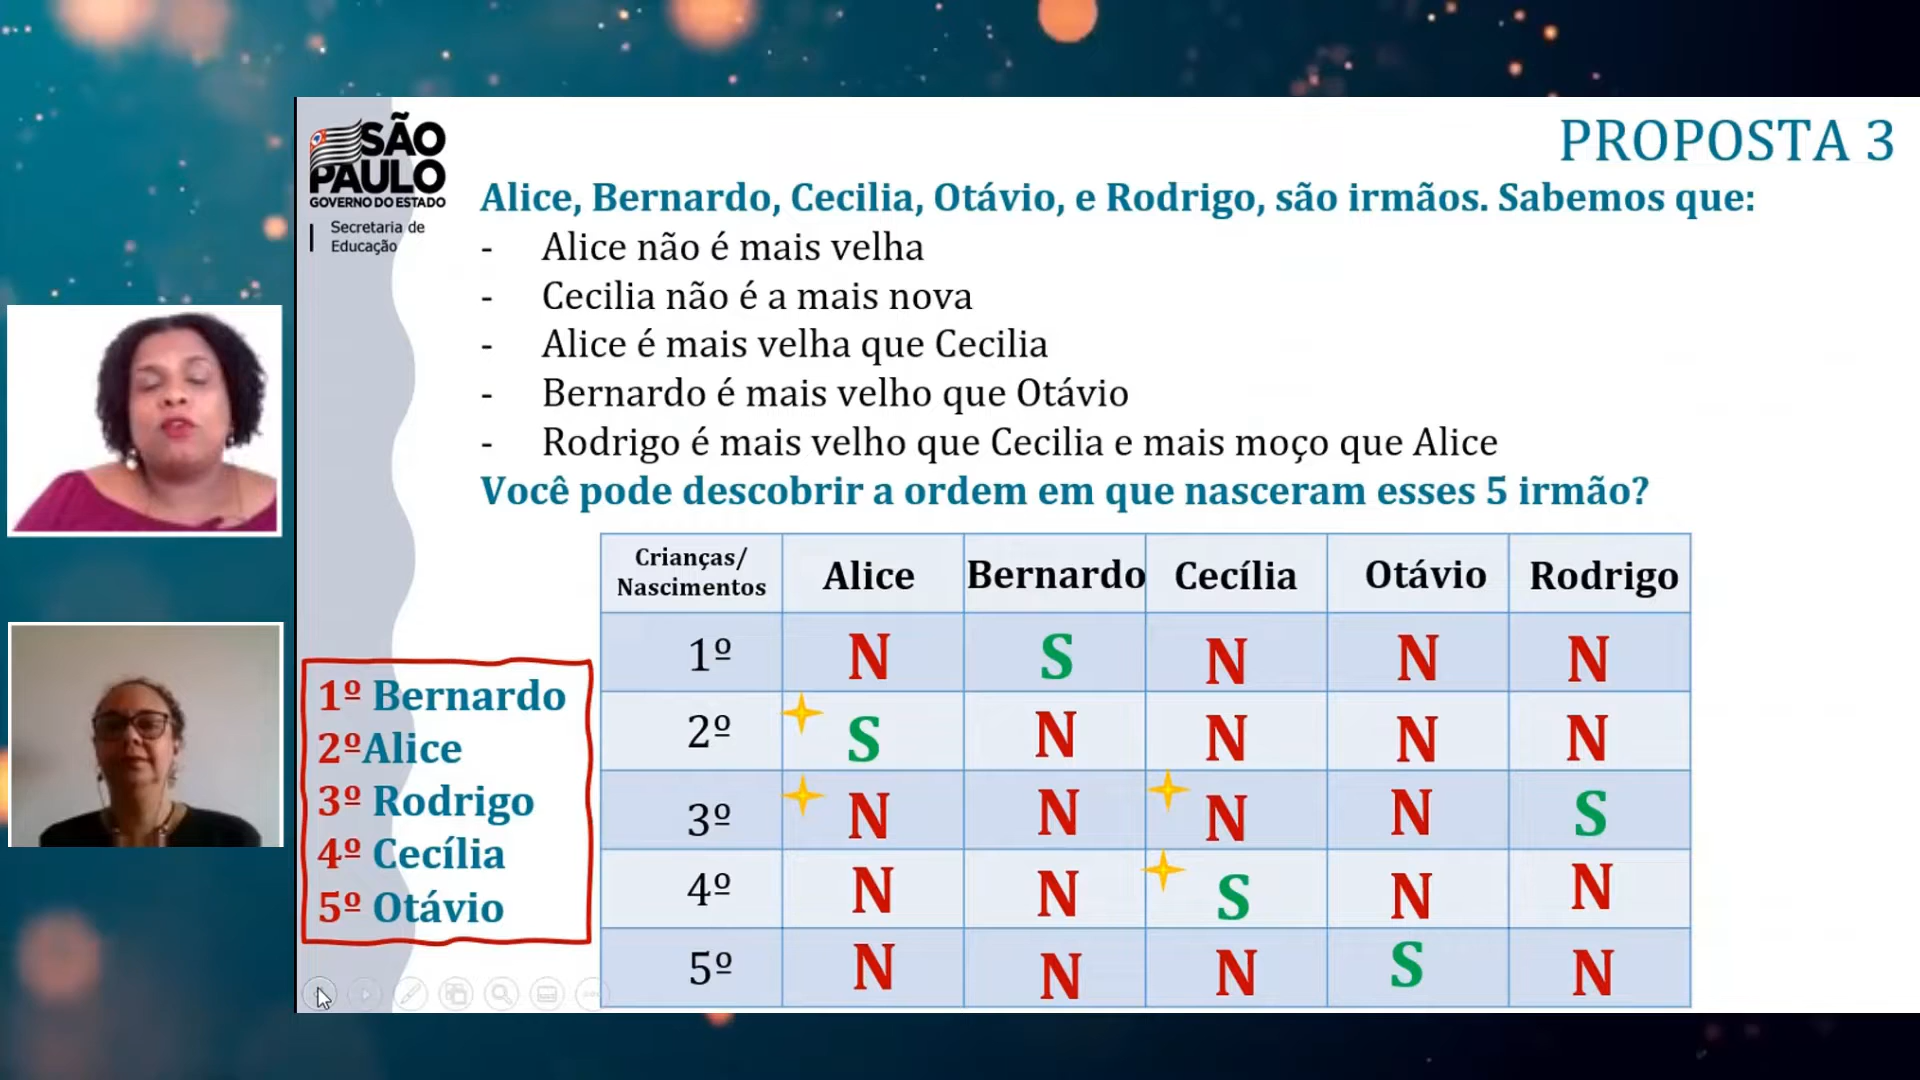 SÃO
PAULO
GOVERNO DO ESTADO
Secretaria de
Educação
PROPOSTA 3
Alice, Bernardo, Cecilia, Otávio, e Rodrigo, são irmãos. Sabemos que:
- Alice não é mais velha
- Cecilia não é a mais nova
- Alice é mais velha que Cecilia
- Bernardo é mais velho que Otávio
- Rodrigo é mais velho que Cecilia e mais moço que Alice
Você pode descobrir a ordem em que nasceram esses 5 irmão?
Crianças/
Nascimentos
Alice Bernardo Cecília Otávio Rodrigo
1º N S N N N
2º S N N N N
3º N N N N S
4º N N S N N
5º N N N S N
1º Bernardo
2ºAlice
3º Rodrigo
4º Cecília
5º Otávio